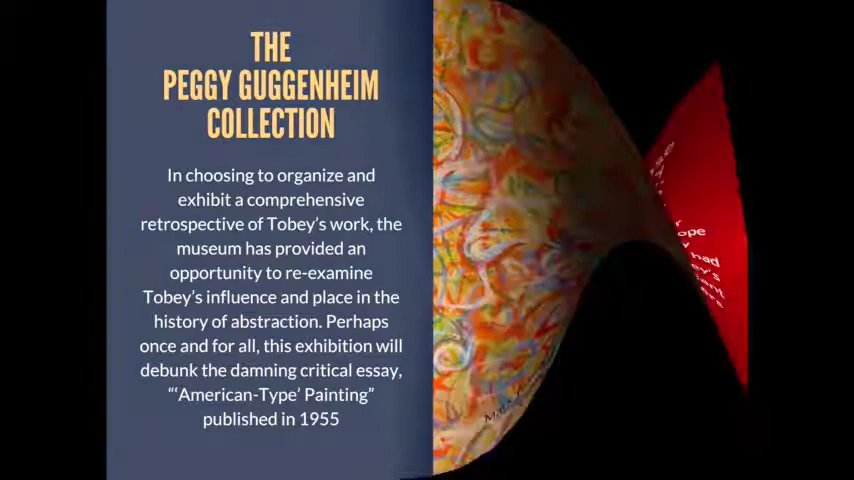 THE
PEGGY GUGGENHEIM
COLLECTION
In choosing to organize and
exhibit a comprehensive
retrospective of Tobey's work, the
museum has provided an
opportunity to re-examine
Tobey's influence and place in the
history of abstraction. Perhaps
once and for all, this exhibition will
debunk the damning critical essay,
"'American-Type' Painting"
published in 1955
had